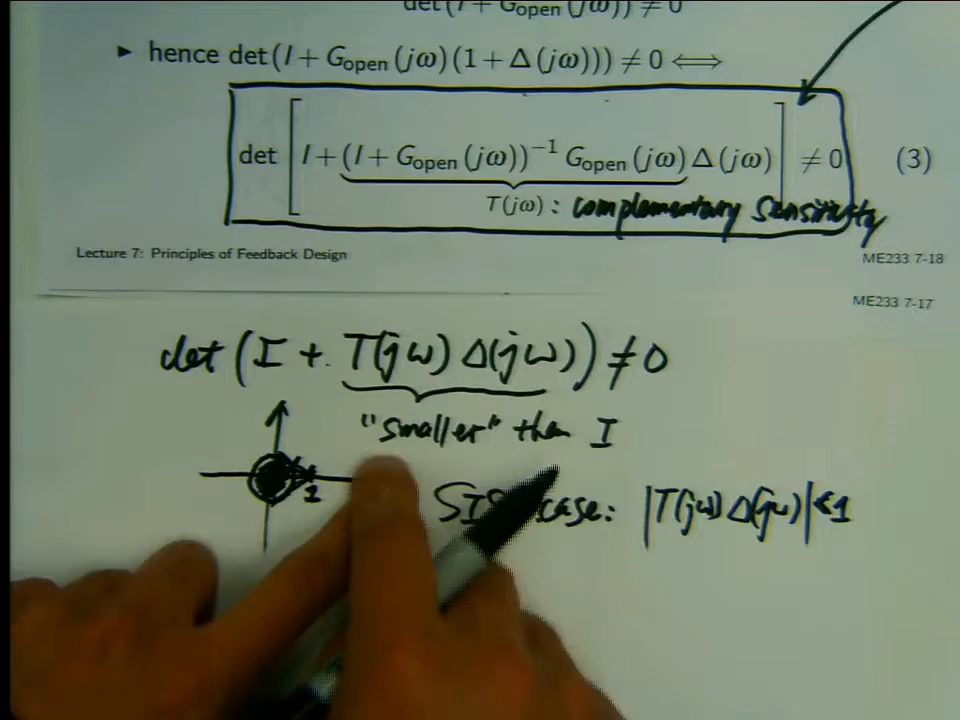 det(I + G_open(jω)) ≠ 0
▶ hence det(I + G_open(jω)(1 + Δ(jω))) ≠ 0 ⟺
det [I + (I + G_open(jω))^{-1} G_open(jω) Δ(jω)] ≠ 0 (3)
T(jω) : complementary Sensitivity
Lecture 7: Principles of Feedback Design ME233 7-18
ME233 7-17
det (I + T(jω) Δ(jω)) ≠ 0
"smaller" then I
1
case: |T(jω) Δ(jω)| < 1